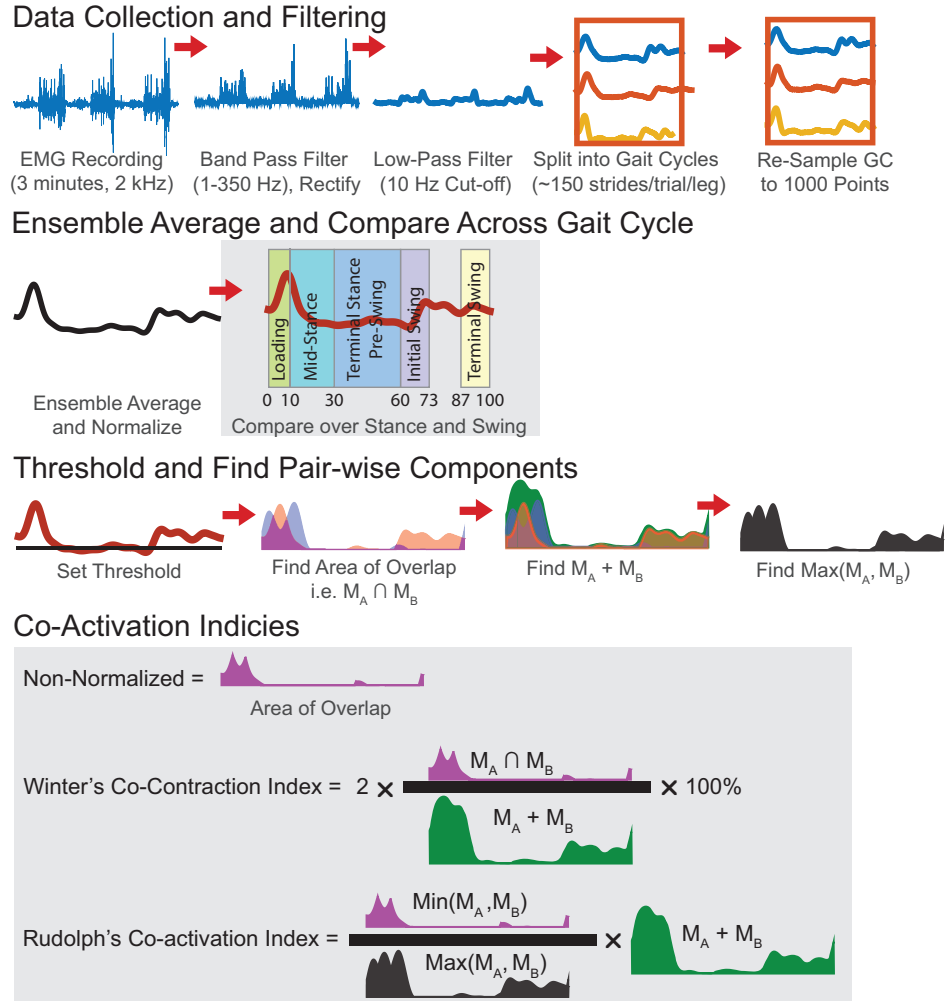 Data Collection and Filtering
EMG Recording
(3 minutes, 2 kHz)
Band Pass Filter
(1-350 Hz), Rectify
Low-Pass Filter
(10 Hz Cut-off)
Split into Gait Cycles
(~150 strides/trial/leg)
Re-Sample GC
to 1000 Points
Ensemble Average and Compare Across Gait Cycle
Ensemble Average
and Normalize
Loading
Mid-Stance
Terminal Stance
Pre-Swing
Initial Swing
Terminal Swing
0 10 30 60 73 87 100
Compare over Stance and Swing
Threshold and Find Pair-wise Components
Set Threshold
Find Area of Overlap
i.e. M_A ∩ M_B
Find M_A + M_B
Find Max(M_A, M_B)
Co-Activation Indicies
Non-Normalized =
Area of Overlap
M_A ∩ M_B
Winter's Co-Contraction Index = 2 × × 100%
M_A + M_B
Min(M_A, M_B)
Rudolph's Co-activation Index = × M_A + M_B
Max(M_A, M_B)